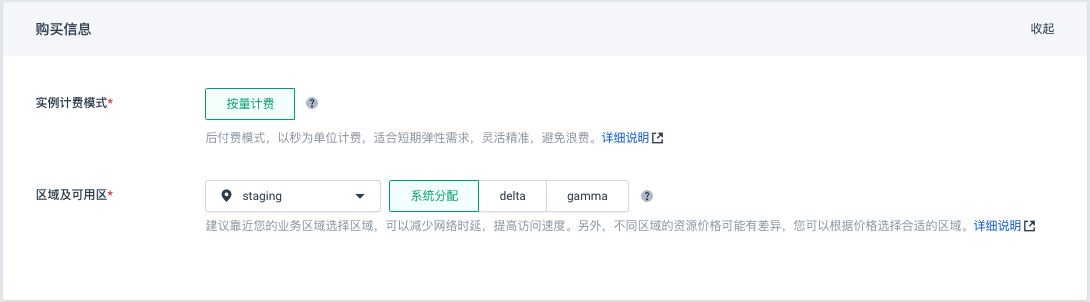 购买信息 收起
实例计费模式* 按量计费 ?
后付费模式，以秒为单位计费，适合短期弹性需求，灵活精准，避免浪费。详细说明
区域及可用区* staging 系统分配 delta gamma ?
建议靠近您的业务区域选择区域，可以减少网络时延，提高访问速度。另外，不同区域的资源价格可能有差异，您可以根据价格选择合适的区域。详细说明